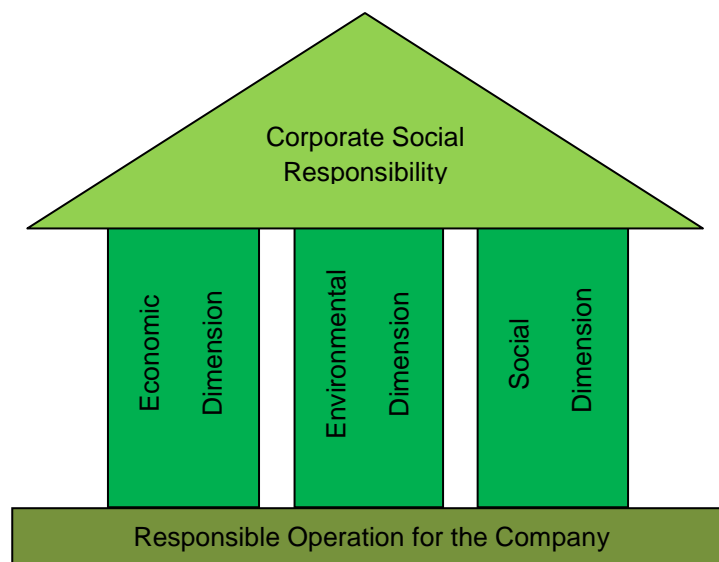 Corporate Social
Responsibility
Economic
Dimension
Environmental
Dimension
Social
Dimension
Responsible Operation for the Company